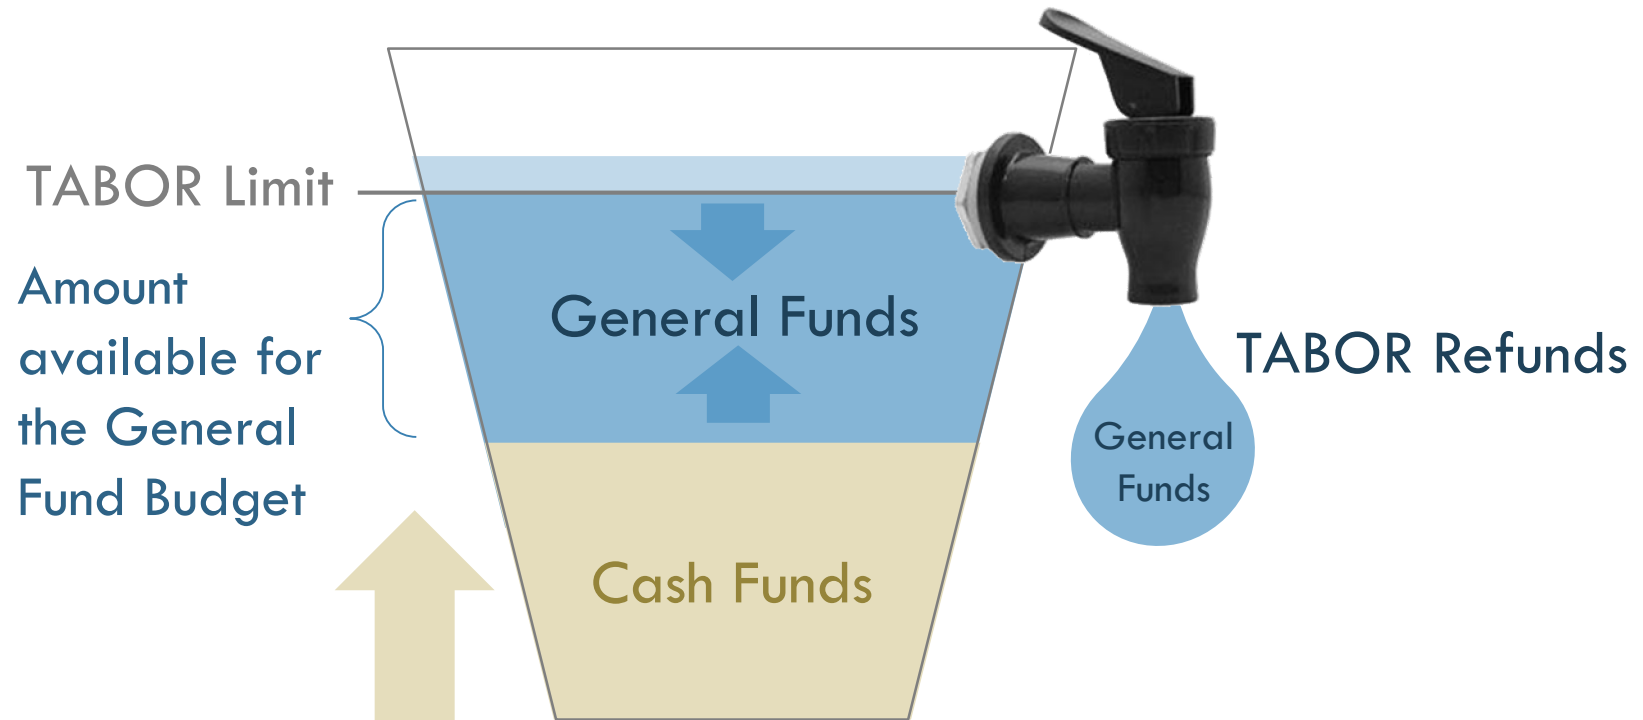 TABOR Limit
Amount
available for
the General
Fund Budget
General Funds
Cash Funds
TABOR Refunds
General
Funds